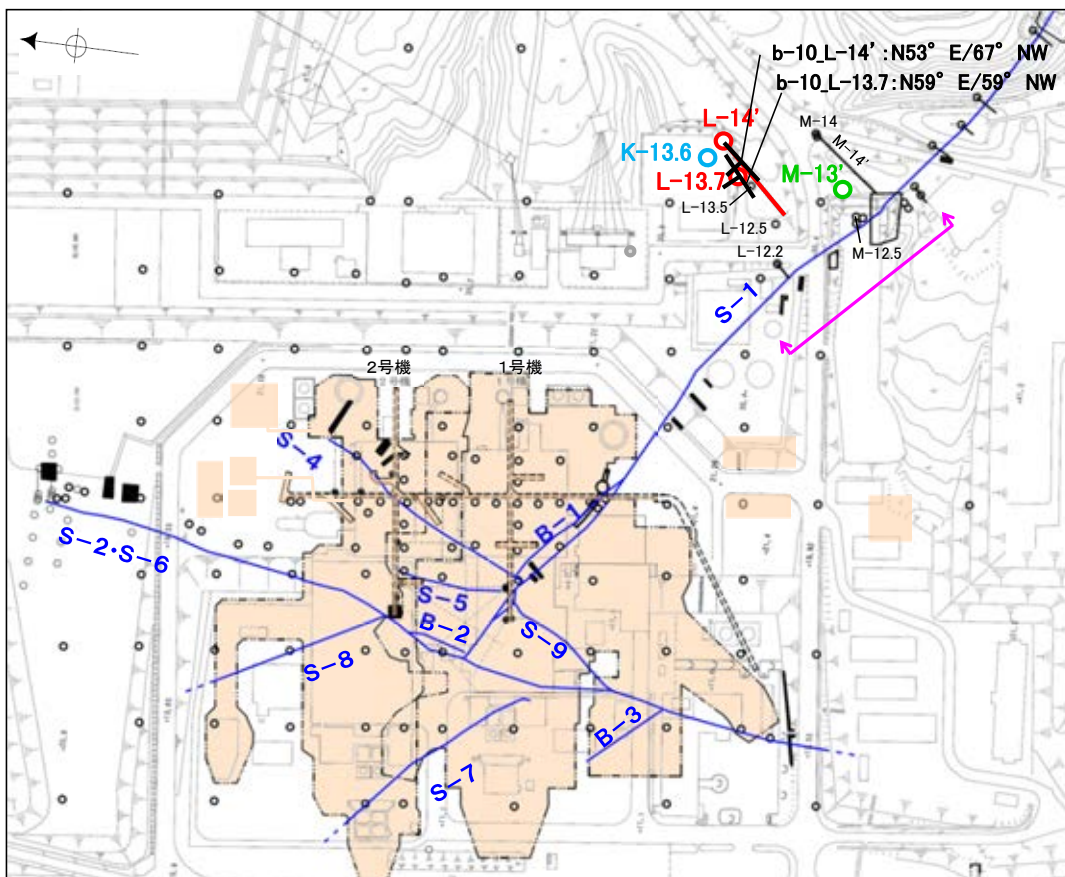 b-10_L-14’:N53° E/67° NW
b-10_L-13.7:N59° E/59° NW
L-14'
M-14
K-13.6
M-14'
L-13.7
M-13'
L-13.5
L-12.5
M-12.5
L-12.2
S-1
2号機
1号機
S-4
B-1
S-2・S-6
S-5
B-2
S-9
S-8
B-3
S-7